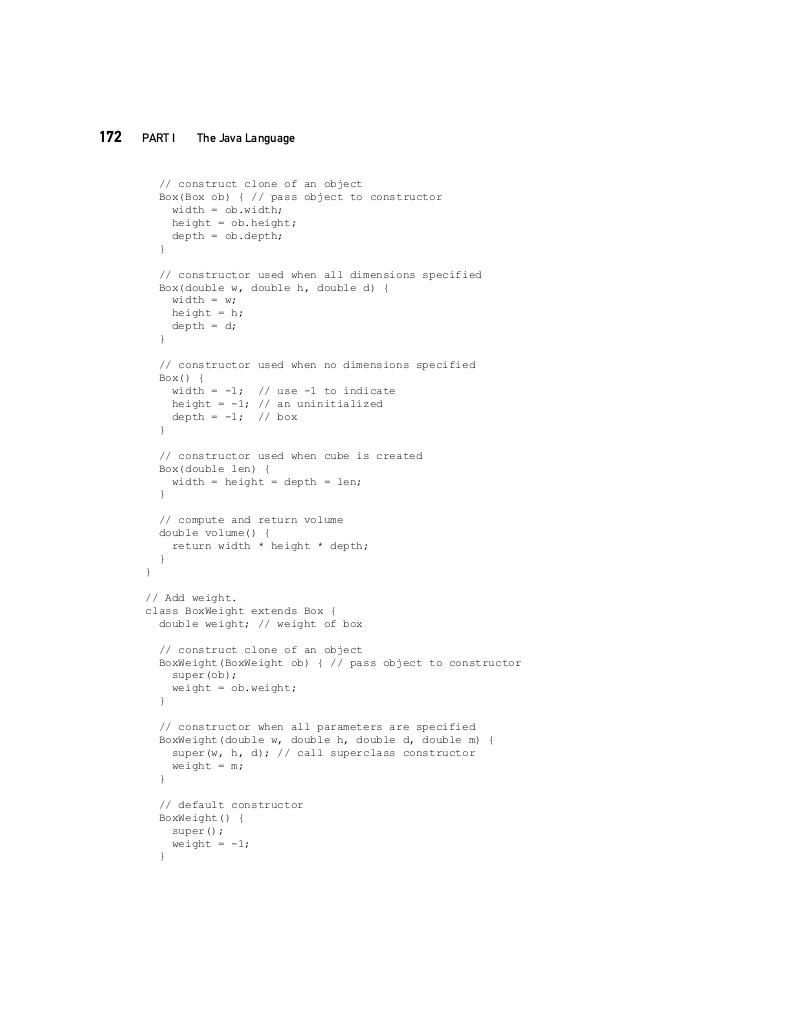 172 PART I The Java Language
// construct clone of an object
Box(Box ob) { // pass object to constructor
width = ob.width;
height = ob.height;
depth = ob.depth;
}
// constructor used when all dimensions specified
Box(double w, double h, double d) {
width = w;
height = h;
depth = d;
}
// constructor used when no dimensions specified
Box() {
width = -1; // use -1 to indicate
height = -1; // an uninitialized
depth = -1; // box
}
// constructor used when cube is created
Box(double len) {
width = height = depth = len;
}
// compute and return volume
double volume() {
return width * height * depth;
}
}
// Add weight.
class BoxWeight extends Box {
double weight; // weight of box
// construct clone of an object
BoxWeight(BoxWeight ob) { // pass object to constructor
super(ob);
weight = ob.weight;
}
// constructor when all parameters are specified
BoxWeight(double w, double h, double d, double m) {
super(w, h, d); // call superclass constructor
weight = m;
}
// default constructor
BoxWeight() {
super();
weight = -1;
}